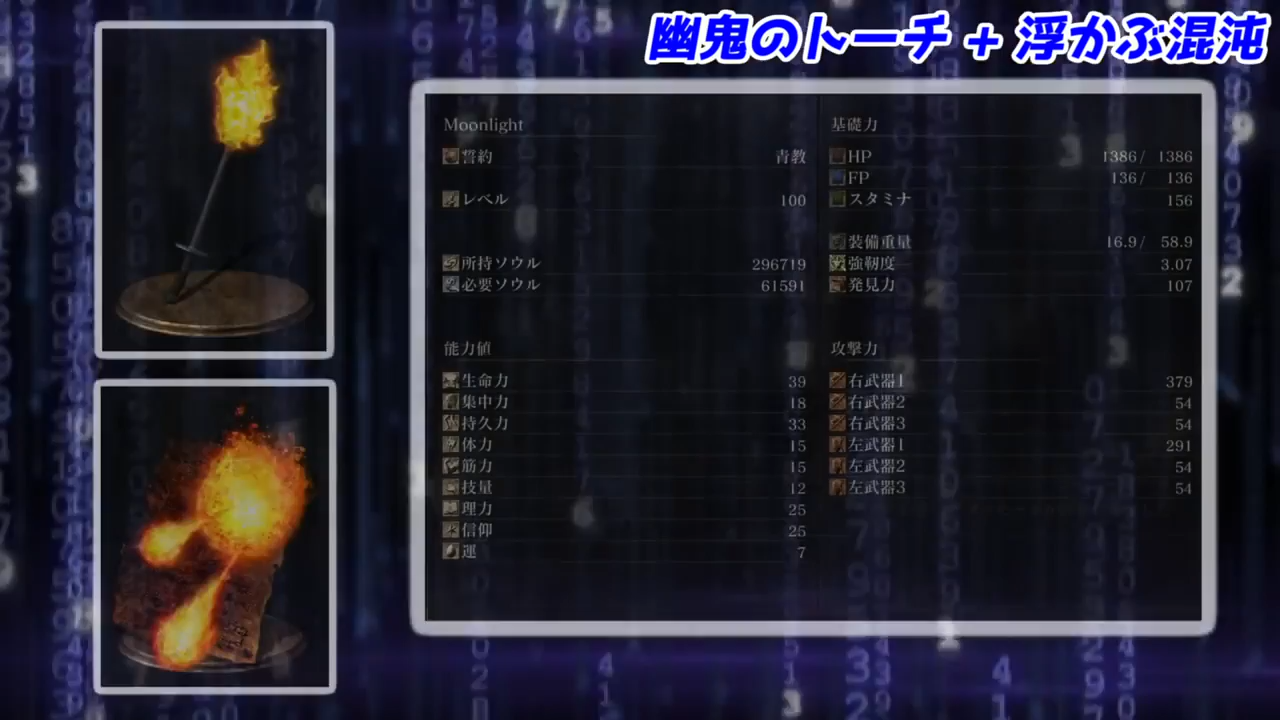 幽鬼のトーチ + 浮かぶ混沌
Moonlight
誓約 青教
レベル 100
所持ソウル 296719
必要ソウル 61591
能力値
生命力 39
集中力 18
持久力 33
体力 15
筋力 15
技量 12
理力 25
信仰 25
運 7
基礎力
HP 1386/ 1386
FP 136/ 136
スタミナ 156
装備重量 16.9/ 58.9
強靭度 3.07
発見力 107
攻撃力
右武器1 379
右武器2 54
右武器3 54
左武器1 291
左武器2 54
左武器3 54